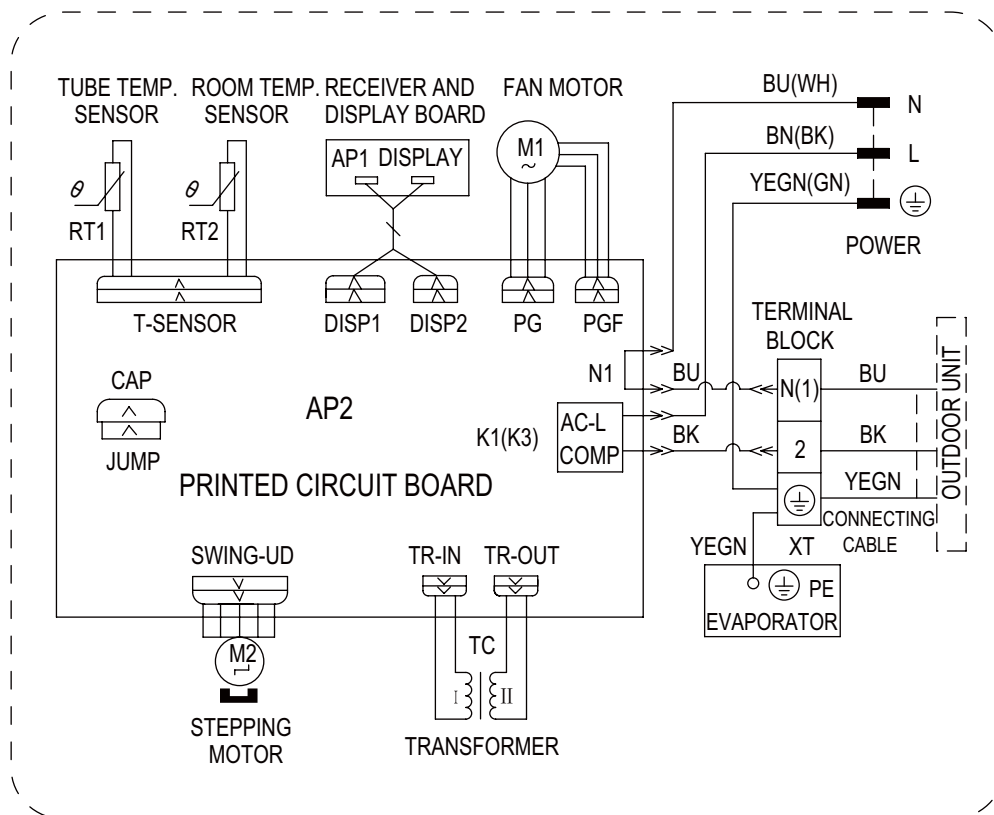 TUBE TEMP.
SENSOR
ROOM TEMP.
SENSOR
RECEIVER AND
DISPLAY BOARD
FAN MOTOR
BU(WH)
N
BN(BK)
L
YEGN(GN)
POWER
AP1 DISPLAY
M1
~
θ
RT1
θ
RT2
T-SENSOR
DISP1
DISP2
PG
PGF
TERMINAL
BLOCK
N1
BU
N(1)
BU
CAP
JUMP
AP2
K1(K3)
AC-L
COMP
BK
2
BK
YEGN
OUTDOOR UNIT
PRINTED CIRCUIT BOARD
CONNECTING
CABLE
XT
YEGN
PE
EVAPORATOR
SWING-UD
TR-IN
TR-OUT
M2
TC
I
II
STEPPING
MOTOR
TRANSFORMER